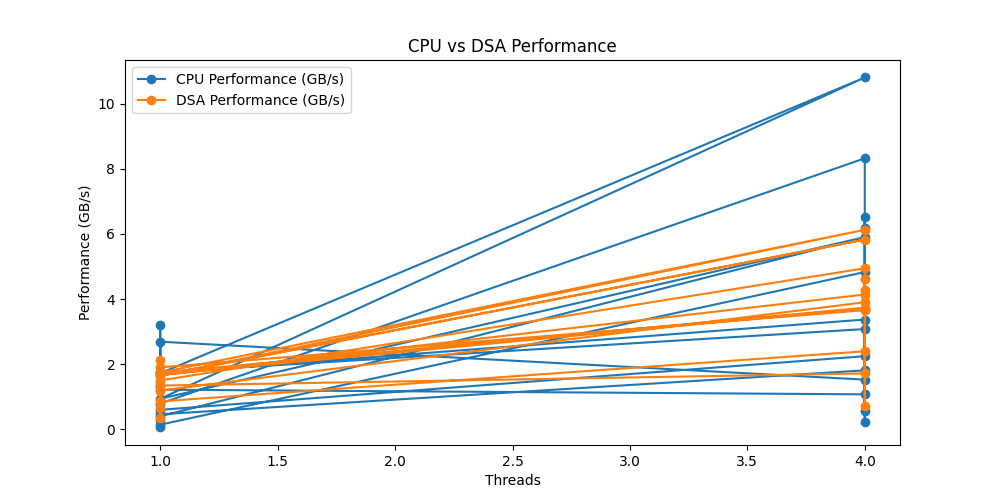 CPU vs DSA Performance
CPU Performance (GB/s)
DSA Performance (GB/s)
Performance (GB/s)
10
8
6
4
2
0
1.0 1.5 2.0 2.5 3.0 3.5 4.0
Threads